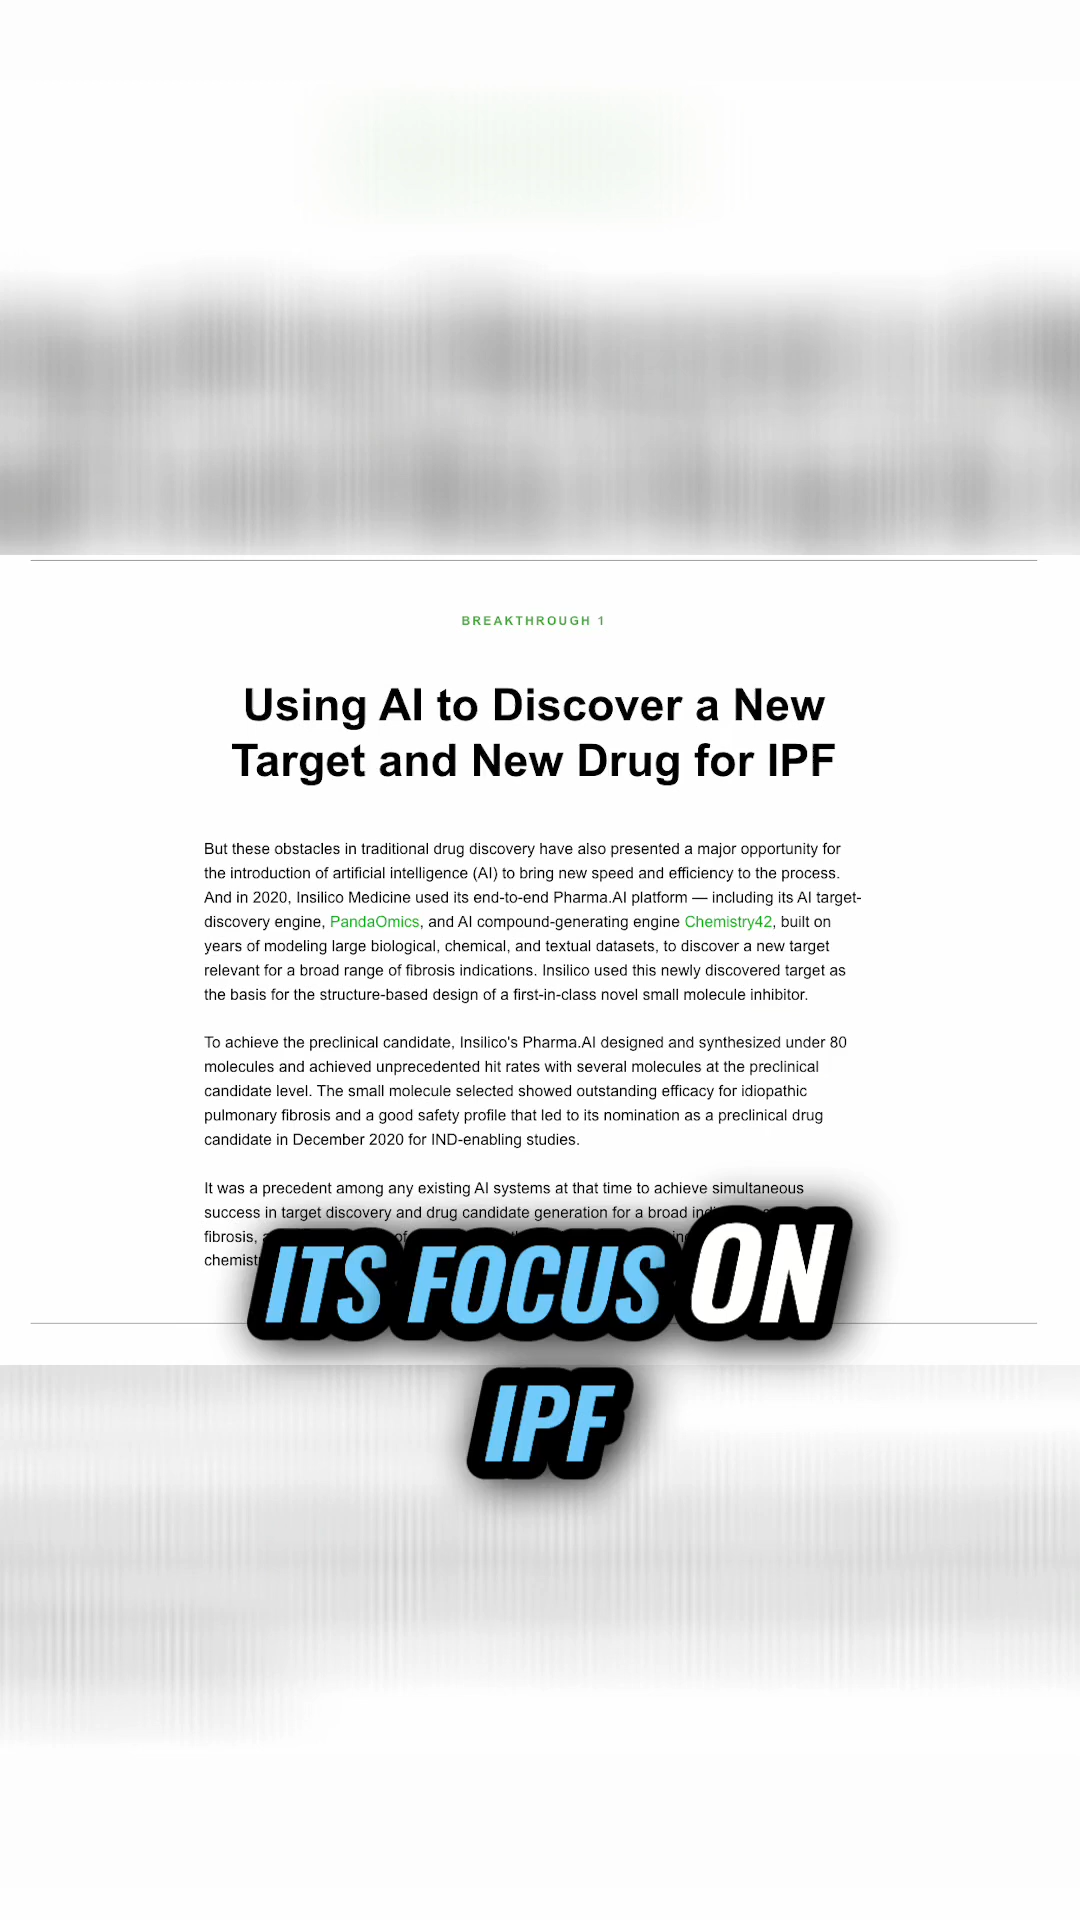 BREAKTHROUGH 1
Using AI to Discover a New
Target and New Drug for IPF
But these obstacles in traditional drug discovery have also presented a major opportunity for
the introduction of artificial intelligence (AI) to bring new speed and efficiency to the process.
And in 2020, Insilico Medicine used its end-to-end Pharma.AI platform — including its AI target-
discovery engine, PandaOmics, and AI compound-generating engine Chemistry42, built on
years of modeling large biological, chemical, and textual datasets, to discover a new target
relevant for a broad range of fibrosis indications. Insilico used this newly discovered target as
the basis for the structure-based design of a first-in-class novel small molecule inhibitor.
To achieve the preclinical candidate, Insilico's Pharma.AI designed and synthesized under 80
molecules and achieved unprecedented hit rates with several molecules at the preclinical
candidate level. The small molecule selected showed outstanding efficacy for idiopathic
pulmonary fibrosis and a good safety profile that led to its nomination as a preclinical drug
candidate in December 2020 for IND-enabling studies.
It was a precedent among any existing AI systems at that time to achieve simultaneous
success in target discovery and drug candidate generation for a broad
fibrosis,
ITS FOCUS ON
IPF